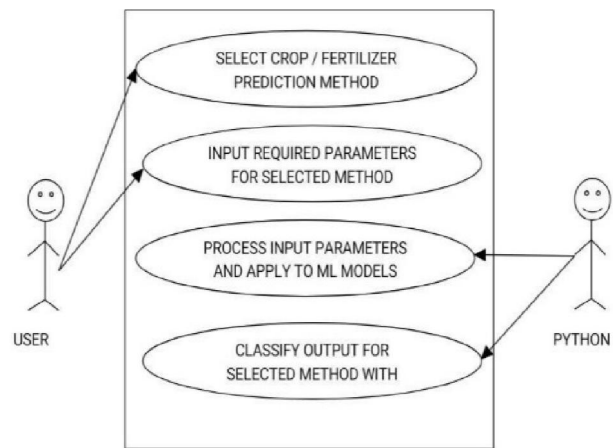 SELECT CROP / FERTILIZER
PREDICTION METHOD
INPUT REQUIRED PARAMETERS
FOR SELECTED METHOD
PROCESS INPUT PARAMETERS
AND APPLY TO ML MODELS
USER
PYTHON
CLASSIFY OUTPUT FOR
SELECTED METHOD WITH